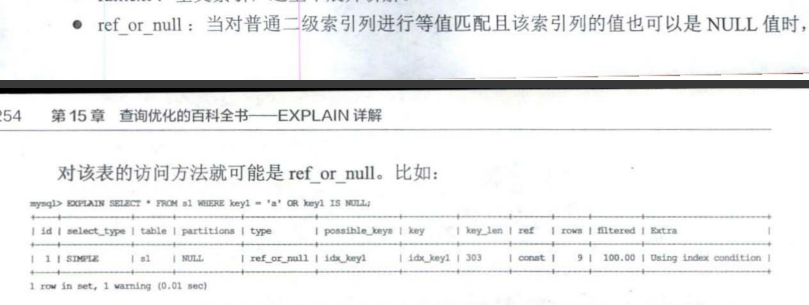 ● ref_or_null：当对普通二级索引列进行等值匹配且该索引列的值也可以是 NULL 值时，
254 第 15 章 查询优化的百科全书——EXPLAIN 详解
对该表的访问方法就可能是 ref_or_null。比如：
mysql> EXPLAIN SELECT * FROM s1 WHERE key1 = 'a' OR key1 IS NULL;
| id | select_type | table | partitions | type | possible_keys | key | key_len | ref | rows | filtered | Extra |
| 1 | SIMPLE | s1 | NULL | ref_or_null | idx_key1 | idx_key1 | 303 | const | 9 | 100.00 | Using index condition |
1 row in set, 1 warning (0.01 sec)